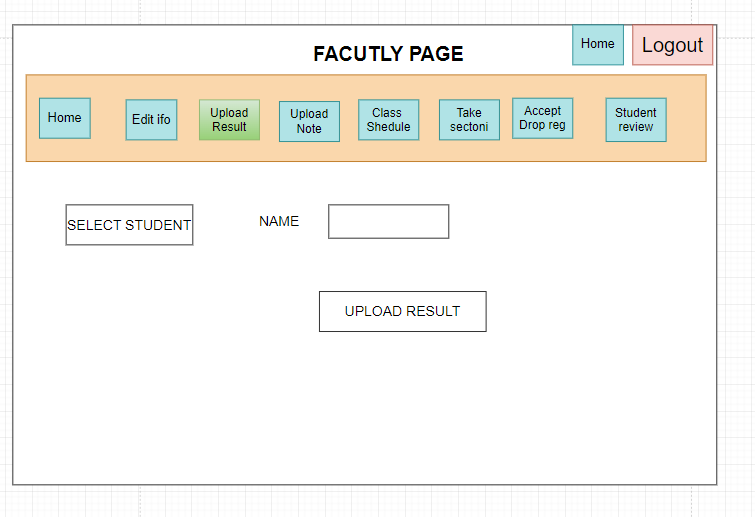 Home
Logout
FACUTLY PAGE
Home
Edit ifo
Upload
Result
Upload
Note
Class
Shedule
Take
sectoni
Accept
Drop reg
Student
review
SELECT STUDENT
NAME
UPLOAD RESULT